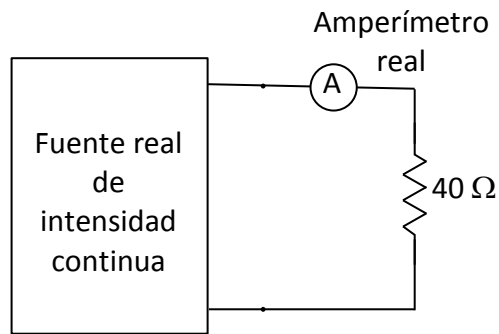 Amperímetro
real
A
Fuente real
de
intensidad
continua
40 Ω